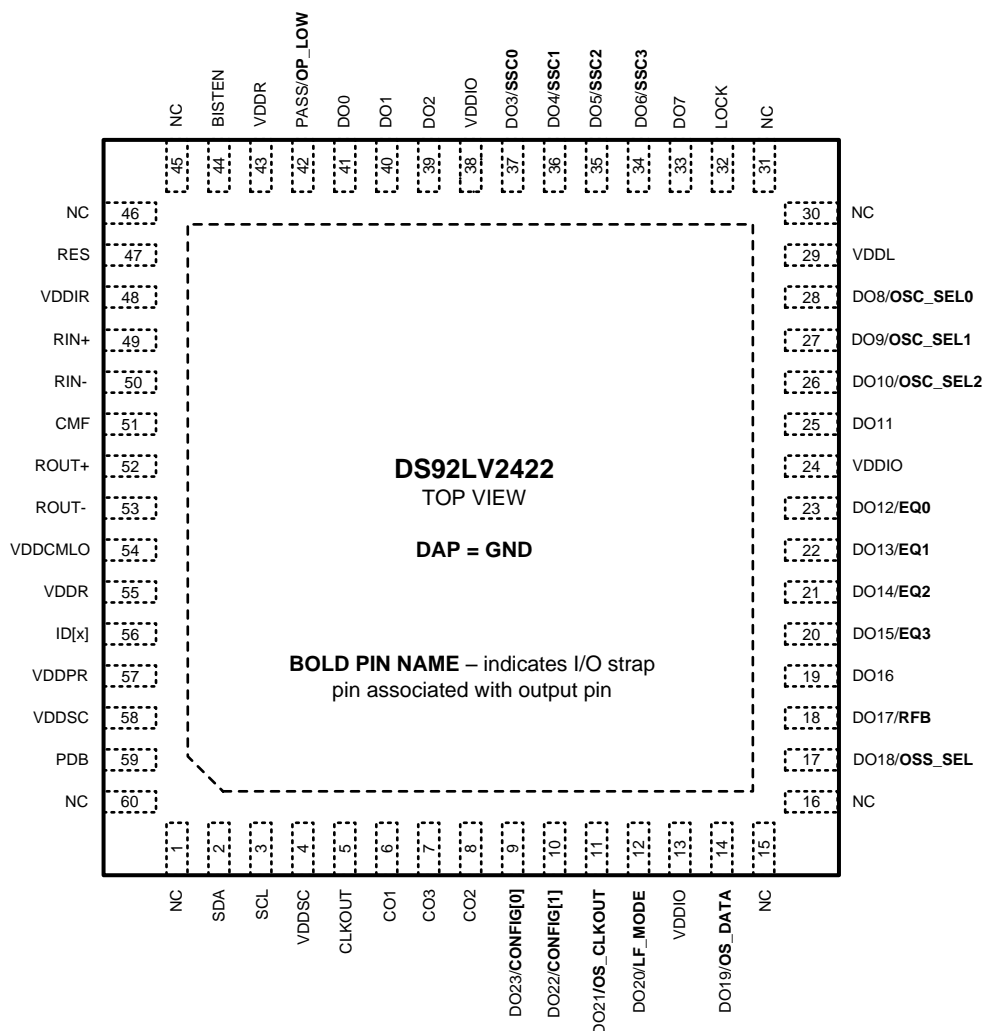 NC
BISTEN
VDDR
PASS/OP_LOW
DO0
DO1
DO2
VDDIO
DO3/SSC0
DO4/SSC1
DO5/SSC2
DO6/SSC3
DO7
LOCK
NC
45
44
43
42
41
40
39
38
37
36
35
34
33
32
31
NC 46
RES 47
VDDIR 48
RIN+ 49
RIN- 50
CMF 51
ROUT+ 52
ROUT- 53
VDDCMLO 54
VDDR 55
ID[x] 56
VDDPR 57
VDDSC 58
PDB 59
NC 60
DS92LV2422
TOP VIEW
DAP = GND
BOLD PIN NAME – indicates I/O strap
pin associated with output pin
30 NC
29 VDDL
28 DO8/OSC_SEL0
27 DO9/OSC_SEL1
26 DO10/OSC_SEL2
25 DO11
24 VDDIO
23 DO12/EQ0
22 DO13/EQ1
21 DO14/EQ2
20 DO15/EQ3
19 DO16
18 DO17/RFB
17 DO18/OSS_SEL
16 NC
1
2
3
4
5
6
7
8
9
10
11
12
13
14
15
NC
SDA
SCL
VDDSC
CLKOUT
CO1
CO3
CO2
DO23/CONFIG[0]
DO22/CONFIG[1]
DO21/OS_CLKOUT
DO20/LF_MODE
VDDIO
DO19/OS_DATA
NC